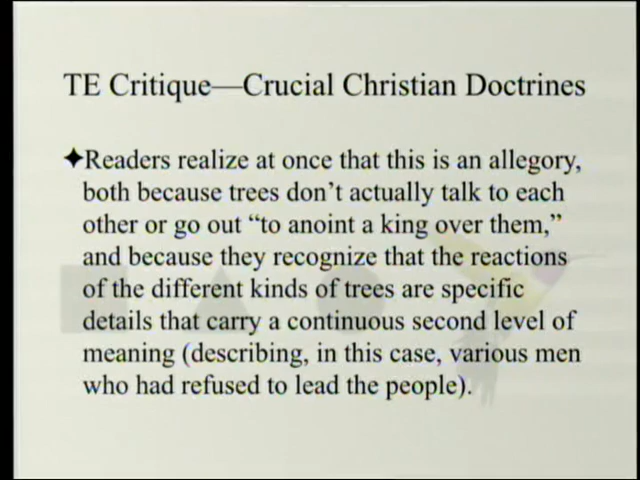 TE Critique—Crucial Christian Doctrines
✦Readers realize at once that this is an allegory,
both because trees don’t actually talk to each
other or go out “to anoint a king over them,”
and because they recognize that the reactions
of the different kinds of trees are specific
details that carry a continuous second level of
meaning (describing, in this case, various men
who had refused to lead the people).